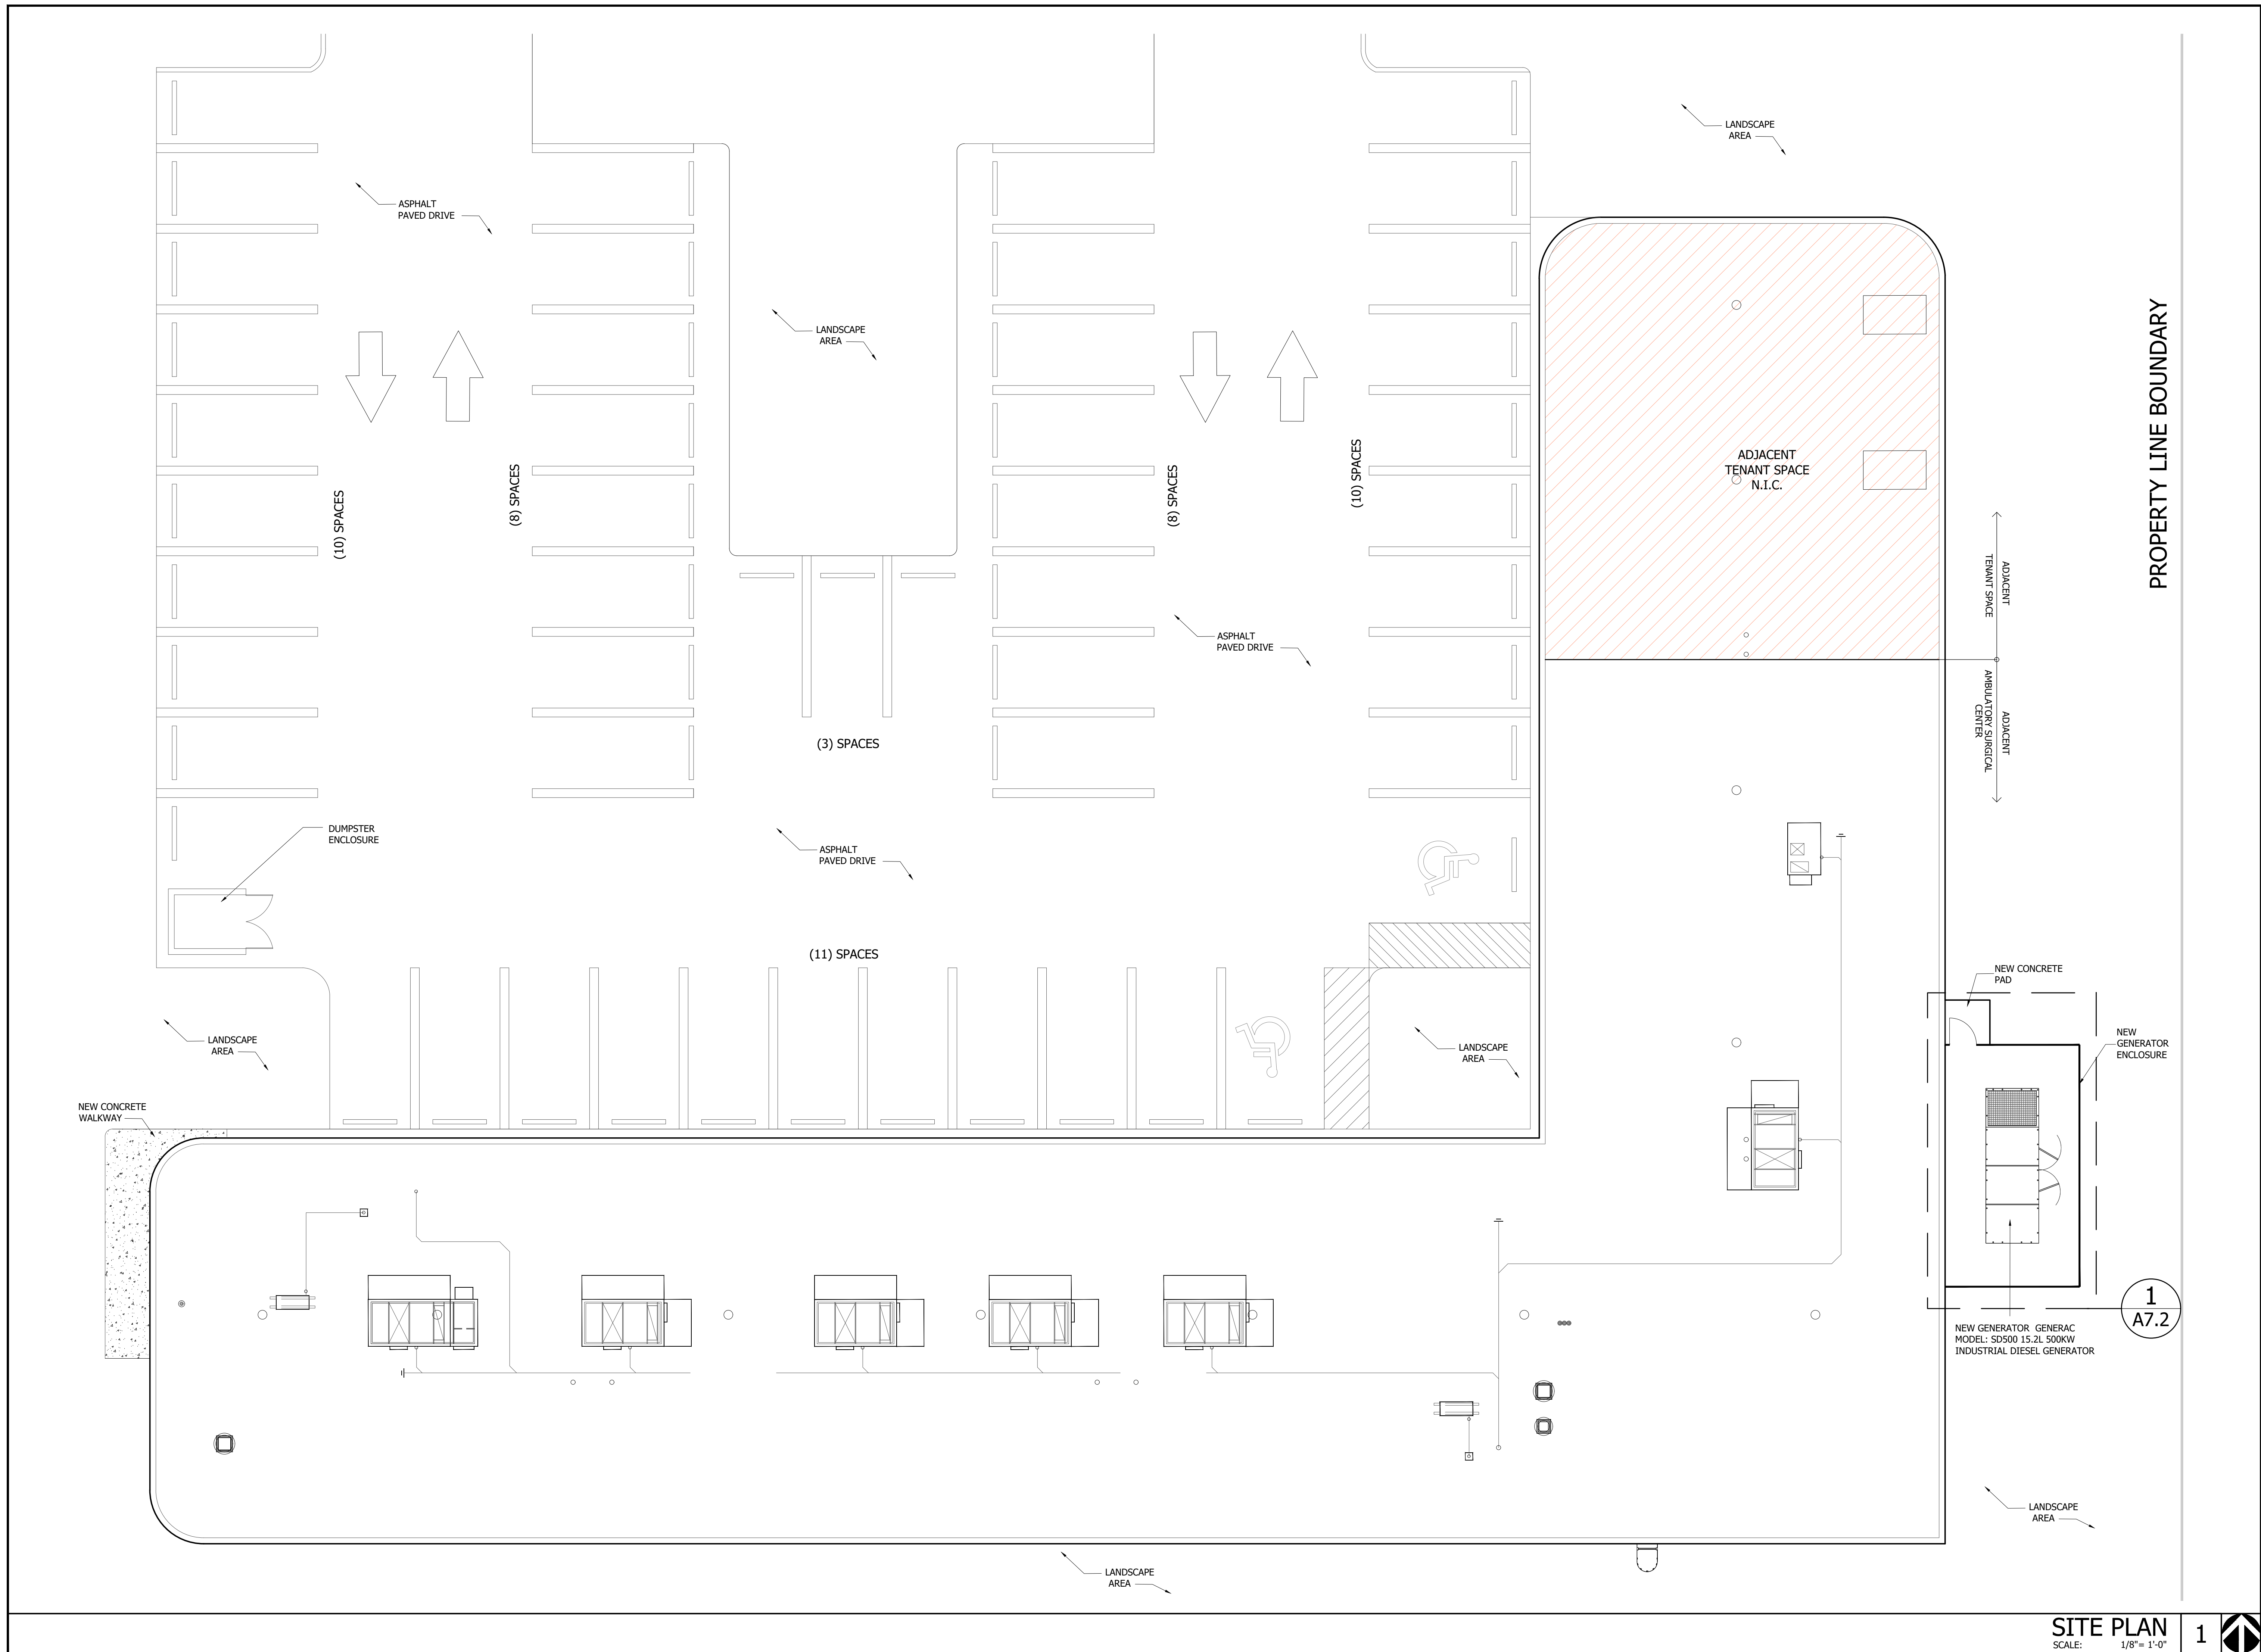 LANDSCAPE
AREA
ASPHALT
PAVED DRIVE
LANDSCAPE
AREA
PROPERTY LINE BOUNDARY
(10) SPACES
(8) SPACES
(8) SPACES
(10) SPACES
ADJACENT
TENANT SPACE
N.I.C.
ADJACENT
TENANT SPACE
ASPHALT
PAVED DRIVE
ADJACENT
AMBULATORY SURGICAL
CENTER
(3) SPACES
DUMPSTER
ENCLOSURE
ASPHALT
PAVED DRIVE
(11) SPACES
NEW CONCRETE
PAD
LANDSCAPE
AREA
LANDSCAPE
AREA
NEW
GENERATOR
ENCLOSURE
NEW CONCRETE
WALKWAY
1
A7.2
NEW GENERATOR GENERAC
MODEL: SD500 15.2L 500KW
INDUSTRIAL DIESEL GENERATOR
LANDSCAPE
AREA
LANDSCAPE
AREA
SITE PLAN
SCALE: 1/8"= 1'-0"
1